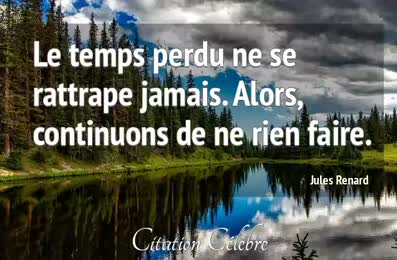 Le temps perdu ne se
rattrape jamais. Alors,
continuons de ne rien faire.
Jules Renard
Citation Célèbre